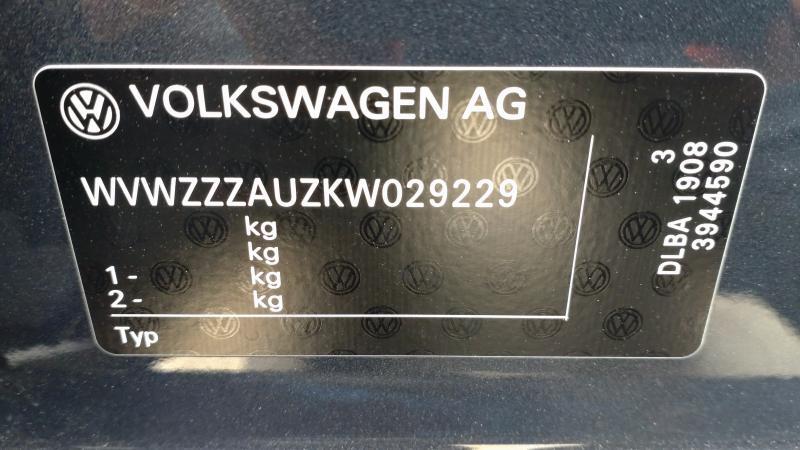 VOLKSWAGEN AG
WVWZZZAUZKW029229
kg
kg
1 - kg
2 - kg
Typ
3
DLBA 1908
3944590